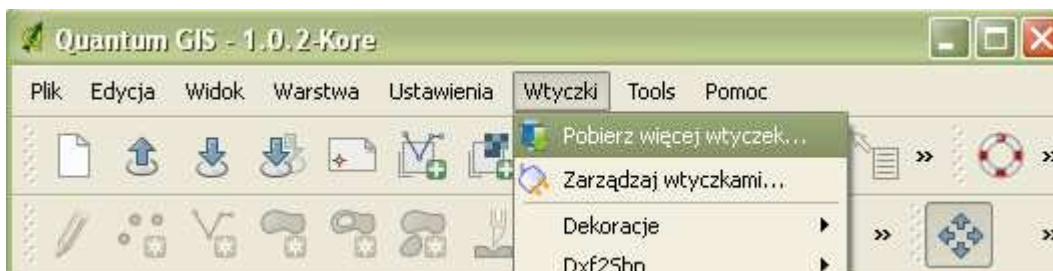 Quantum GIS - 1.0.2-Kore
Plik Edycja Widok Warstwa Ustawienia Wtyczki Tools Pomoc
Pobierz więcej wtyczek...
Zarządzaj wtyczkami...
Dekoracje
Dxf2Shp